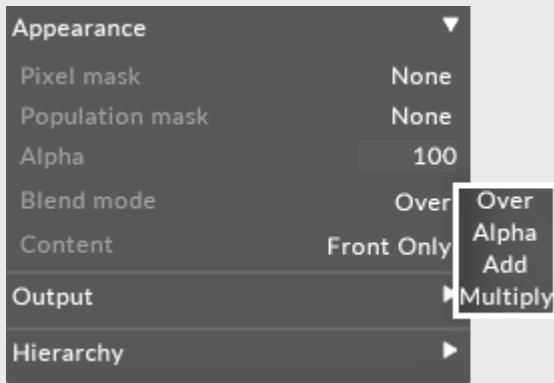 Appearance
Pixel mask None
Population mask None
Alpha 100
Blend mode Over
Content Front Only
Output
Hierarchy
Over
Alpha
Add
Multiply